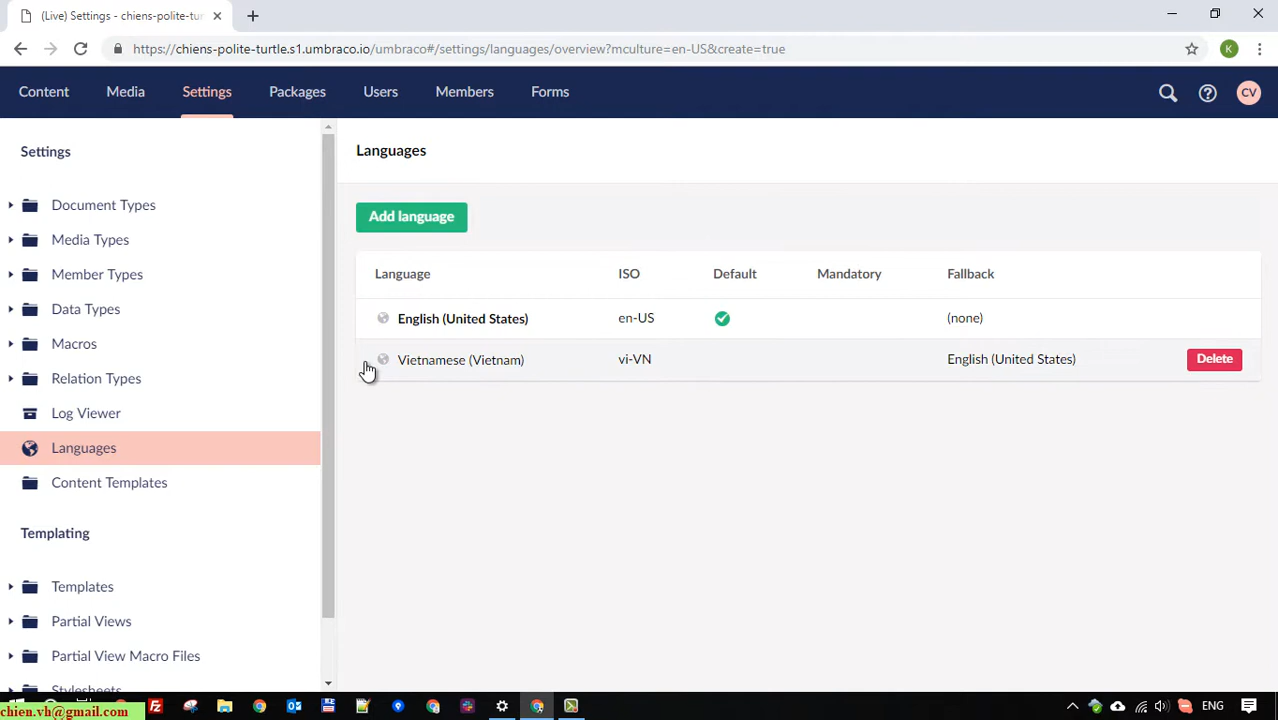 (Live) Settings - chiens-polite-tur
https://chiens-polite-turtle.s1.umbraco.io/umbraco#/settings/languages/overview?mculture=en-US&create=true
K
Content Media Settings Packages Users Members Forms
CV
Settings
Document Types
Media Types
Member Types
Data Types
Macros
Relation Types
Log Viewer
Languages
Content Templates
Templating
Templates
Partial Views
Partial View Macro Files
Stylesheets
Languages
Add language
Language ISO Default Mandatory Fallback
English (United States) en-US (none)
Vietnamese (Vietnam) vi-VN English (United States) Delete
chien.vh@gmail.com
ENG